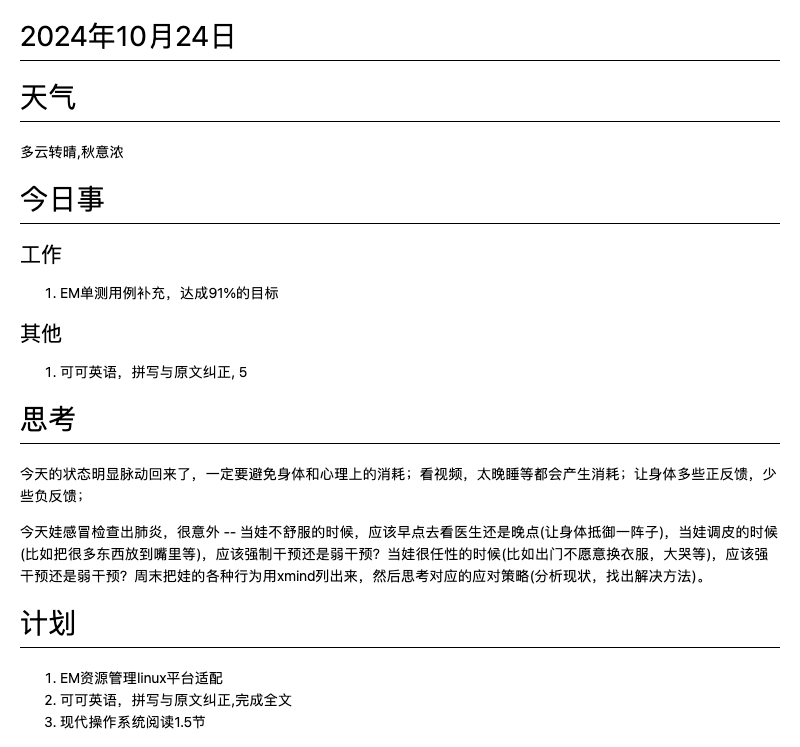 2024年10月24日
天气
多云转晴,秋意浓
今日事
工作
1. EM单测用例补充，达成91%的目标
其他
1. 可可英语，拼写与原文纠正, 5
思考
今天的状态明显脉动回来了，一定要避免身体和心理上的消耗；看视频，太晚睡等都会产生消耗；让身体多些正反馈，少
些负反馈；
今天娃感冒检查出肺炎，很意外 -- 当娃不舒服的时候，应该早点去看医生还是晚点(让身体抵御一阵子)，当娃调皮的时候
(比如把很多东西放到嘴里等)，应该强制干预还是弱干预？当娃很任性的时候(比如出门不愿意换衣服，大哭等)，应该强
干预还是弱干预？周末把娃的各种行为用xmind列出来，然后思考对应的应对策略(分析现状，找出解决方法)。
计划
1. EM资源管理linux平台适配
2. 可可英语，拼写与原文纠正,完成全文
3. 现代操作系统阅读1.5节